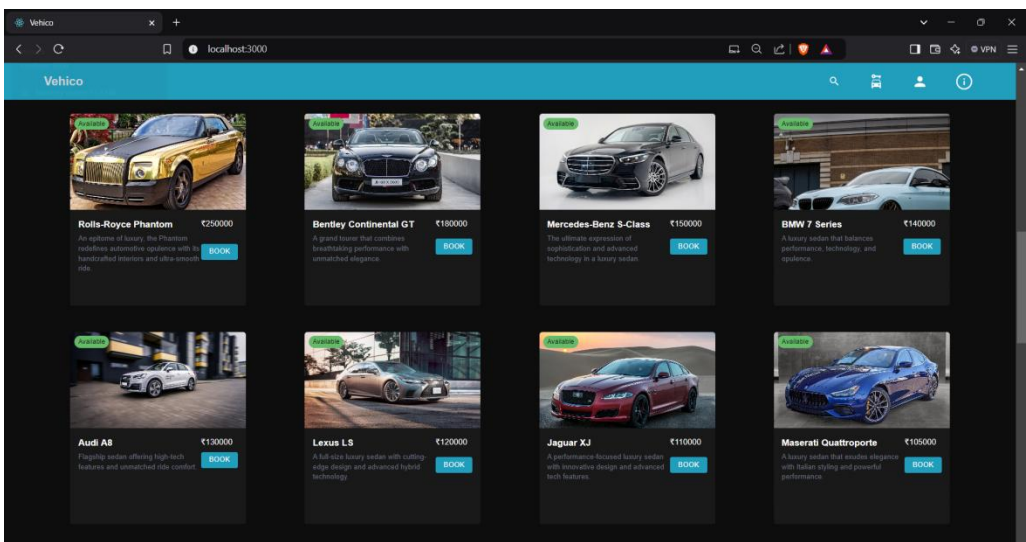 Vehico
localhost:3000
VPN
Vehico
Available
Available
Available
Available
Rolls-Royce Phantom ₹250000
An epitome of luxury, the Phantom
redefines automotive opulence with its
handcrafted interiors and ultra-smooth
ride.
BOOK
Bentley Continental GT ₹180000
A grand tourer that combines
breathtaking performance with
unmatched elegance.
BOOK
Mercedes-Benz S-Class ₹150000
The ultimate expression of
sophistication and advanced
technology in a luxury sedan.
BOOK
BMW 7 Series ₹140000
A luxury sedan that balances
performance, technology, and
opulence.
BOOK
Available
Available
Available
Available
Audi A8 ₹130000
Flagship sedan offering high-tech
features and unmatched ride comfort.
BOOK
Lexus LS ₹120000
A full-size luxury sedan with cutting-
edge design and advanced hybrid
technology.
BOOK
Jaguar XJ ₹110000
A performance-focused luxury sedan
with innovative design and advanced
tech features.
BOOK
Maserati Quattroporte ₹105000
A luxury sedan that exudes elegance
with Italian styling and powerful
performance.
BOOK